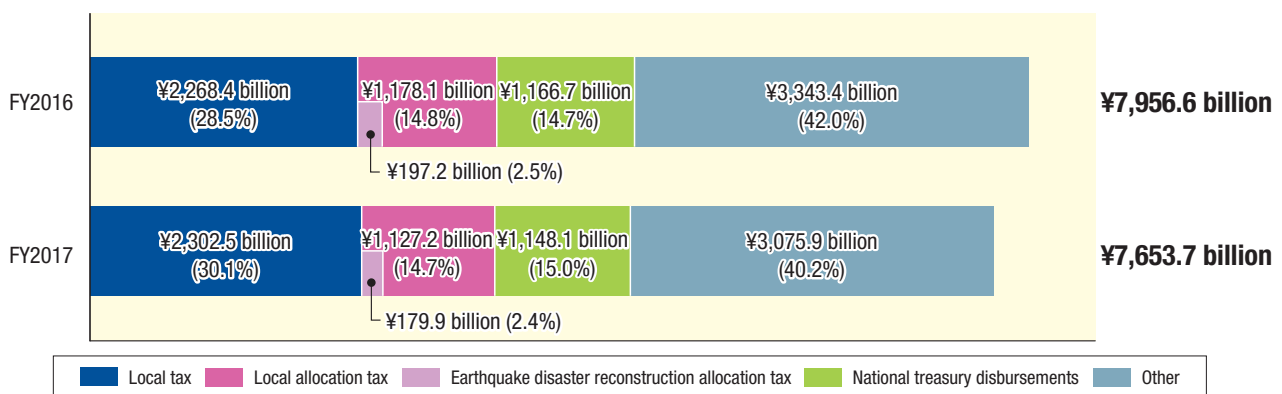 FY2016
¥2,268.4 billion
(28.5%)
¥1,178.1 billion
(14.8%)
¥1,166.7 billion
(14.7%)
¥3,343.4 billion
(42.0%)
¥7,956.6 billion
¥197.2 billion (2.5%)
FY2017
¥2,302.5 billion
(30.1%)
¥1,127.2 billion
(14.7%)
¥1,148.1 billion
(15.0%)
¥3,075.9 billion
(40.2%)
¥7,653.7 billion
¥179.9 billion (2.4%)
Local tax
Local allocation tax
Earthquake disaster reconstruction allocation tax
National treasury disbursements
Other